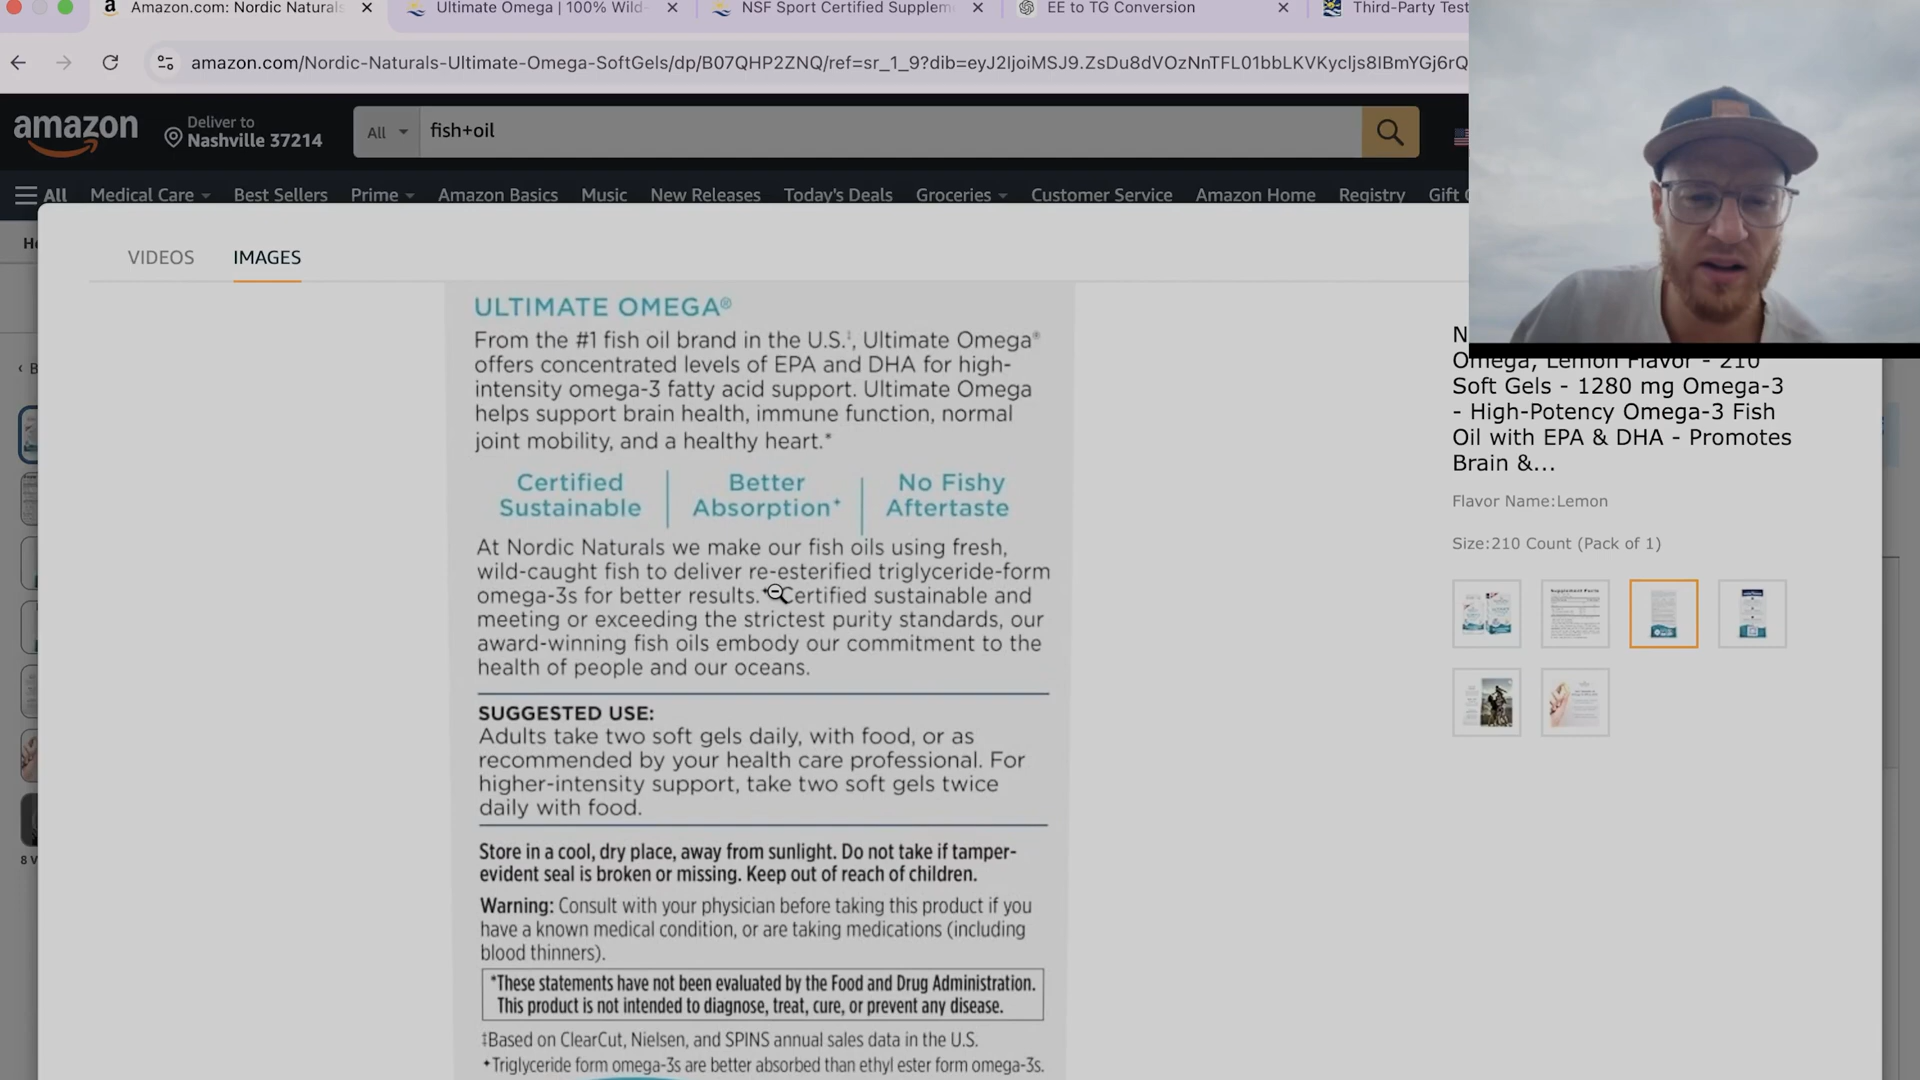 Amazon.com: Nordic Naturals
Ultimate Omega | 100% Wild-
NSF Sport Certified Supplem
EE to TG Conversion
Third-Party Test
amazon.com/Nordic-Naturals-Ultimate-Omega-SoftGels/dp/B07QHP2ZNQ/ref=sr_1_9?dib=eyJ2IjoiMSJ9.ZsDu8dVOzNnTFL01bbLKVKycljs8lBmYGj6rQ
amazon
Deliver to
Nashville 37214
All
fish+oil
All
Medical Care
Best Sellers
Prime
Amazon Basics
Music
New Releases
Today's Deals
Groceries
Customer Service
Amazon Home
Registry
Gift
VIDEOS
IMAGES
ULTIMATE OMEGA®
From the #1 fish oil brand in the U.S.‡, Ultimate Omega®
offers concentrated levels of EPA and DHA for high-
intensity omega-3 fatty acid support. Ultimate Omega
helps support brain health, immune function, normal
joint mobility, and a healthy heart.*
Certified
Sustainable
Better
Absorption✦
No Fishy
Aftertaste
At Nordic Naturals we make our fish oils using fresh,
wild-caught fish to deliver re-esterified triglyceride-form
omega-3s for better results.✦ Certified sustainable and
meeting or exceeding the strictest purity standards, our
award-winning fish oils embody our commitment to the
health of people and our oceans.
SUGGESTED USE:
Adults take two soft gels daily, with food, or as
recommended by your health care professional. For
higher-intensity support, take two soft gels twice
daily with food.
Store in a cool, dry place, away from sunlight. Do not take if tamper-
evident seal is broken or missing. Keep out of reach of children.
Warning: Consult with your physician before taking this product if you
have a known medical condition, or are taking medications (including
blood thinners).
*These statements have not been evaluated by the Food and Drug Administration.
This product is not intended to diagnose, treat, cure, or prevent any disease.
‡Based on ClearCut, Nielsen, and SPINS annual sales data in the U.S.
✦Triglyceride form omega-3s are better absorbed than ethyl ester form omega-3s.
Omega, Lemon Flavor - 210
Soft Gels - 1280 mg Omega-3
- High-Potency Omega-3 Fish
Oil with EPA & DHA - Promotes
Brain &...
Flavor Name:Lemon
Size:210 Count (Pack of 1)
Supplement Facts